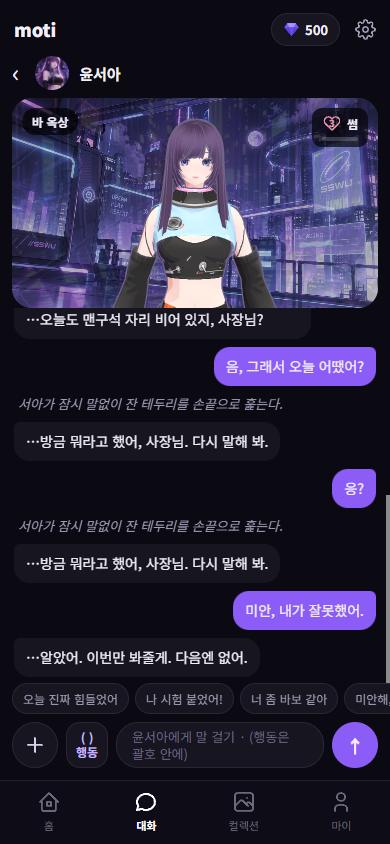 moti
500
‹ 윤서아
바 옥상
3 썸
SSWU
//SSWU
…오늘도 맨구석 자리 비어 있지, 사장님?
음, 그래서 오늘 어땠어?
서아가 잠시 말없이 잔 테두리를 손끝으로 훑는다.
…방금 뭐라고 했어, 사장님. 다시 말해 봐.
응?
서아가 잠시 말없이 잔 테두리를 손끝으로 훑는다.
…방금 뭐라고 했어, 사장님. 다시 말해 봐.
미안, 내가 잘못했어.
…알았어. 이번만 봐줄게. 다음엔 없어.
오늘 진짜 힘들었어
나 시험 붙었어!
너 좀 바보 같아
미안해,
+
( )
행동
윤서아에게 말 걸기 · (행동은
괄호 안에)
홈
대화
컬렉션
마이